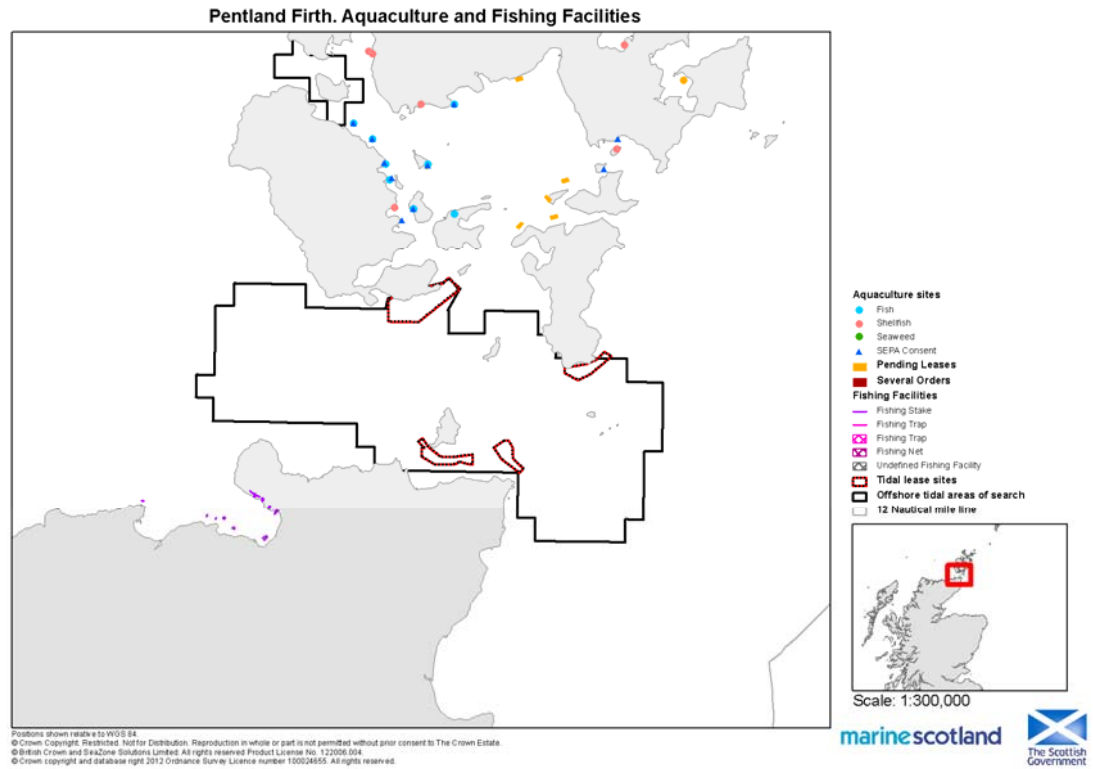 Pentland Firth. Aquaculture and Fishing Facilities
Aquaculture sites
Fish
Shellfish
Seaweed
SEPA Consent
Pending Leases
Several Orders
Fishing Facilities
Fishing Stake
Fishing Trap
Fishing Trap
Fishing Net
Undefined Fishing Facility
Tidal lease sites
Offshore tidal areas of search
12 Nautical mile line
Scale: 1:300,000
marinescotland
The Scottish
Government
Positions shown relative to WGS 84.
© Crown Copyright. Restricted. Not for Distribution. Reproduction in whole or part is not permitted without prior consent to The Crown Estate.
© British Crown and SeaZone Solutions Limited. All rights reserved. Product License No. 122006.004.
© Crown copyright and database right 2012 Ordnance Survey Licence number 100024655. All rights reserved.